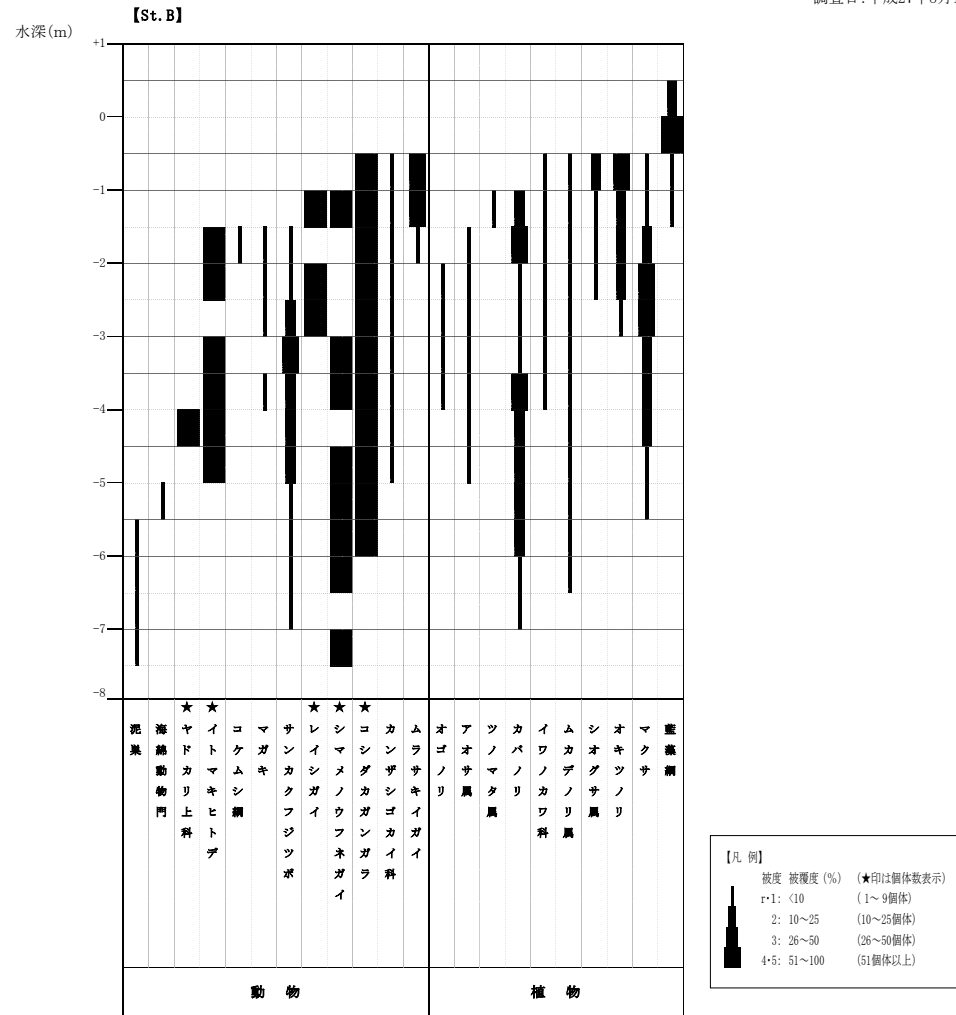 【St.B】
水深(m)
+1
0
-1
-2
-3
-4
-5
-6
-7
-8
泥巣
海綿動物門
★ヤドカリ上科
★イトマキヒトデ
コケムシ綱
マガキ
サンカクフジツボ
★レイシガイ
★シマメノウフネガイ
★コシダカガンガラ
カンザシゴカイ科
ムラサキイガイ
オゴノリ
アオサ属
ツノマタ属
カバノリ
イワノカワ科
ムカデノリ属
シオグサ属
オキツノリ
マクサ
藍藻綱
動 物
植 物
【凡 例】
被度 被覆度(%) (★印は個体数表示)
r・1: <10 (1～9個体)
2: 10～25 (10～25個体)
3: 26～50 (26～50個体)
4・5: 51～100 (51個体以上)